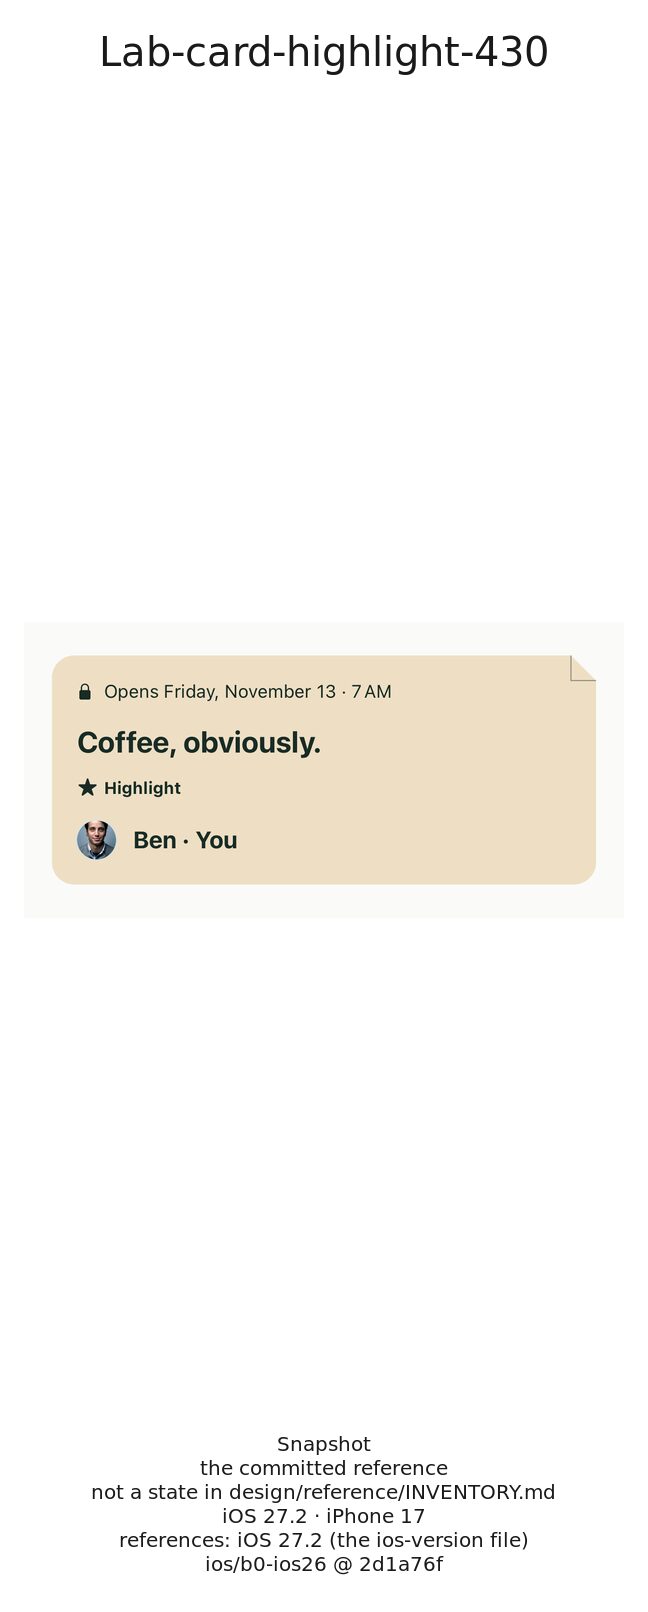 Lab-card-highlight-430
Opens Friday, November 13 · 7 AM
Coffee, obviously.
Highlight
Ben · You
Snapshot
the committed reference
not a state in design/reference/INVENTORY.md
iOS 27.2 · iPhone 17
references: iOS 27.2 (the ios-version file)
ios/b0-ios26 @ 2d1a76f